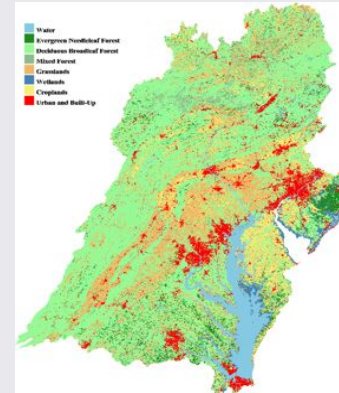 Water
Evergreen Needleleaf Forest
Deciduous Broadleaf Forest
Mixed Forest
Grasslands
Wetlands
Croplands
Urban and Built-Up